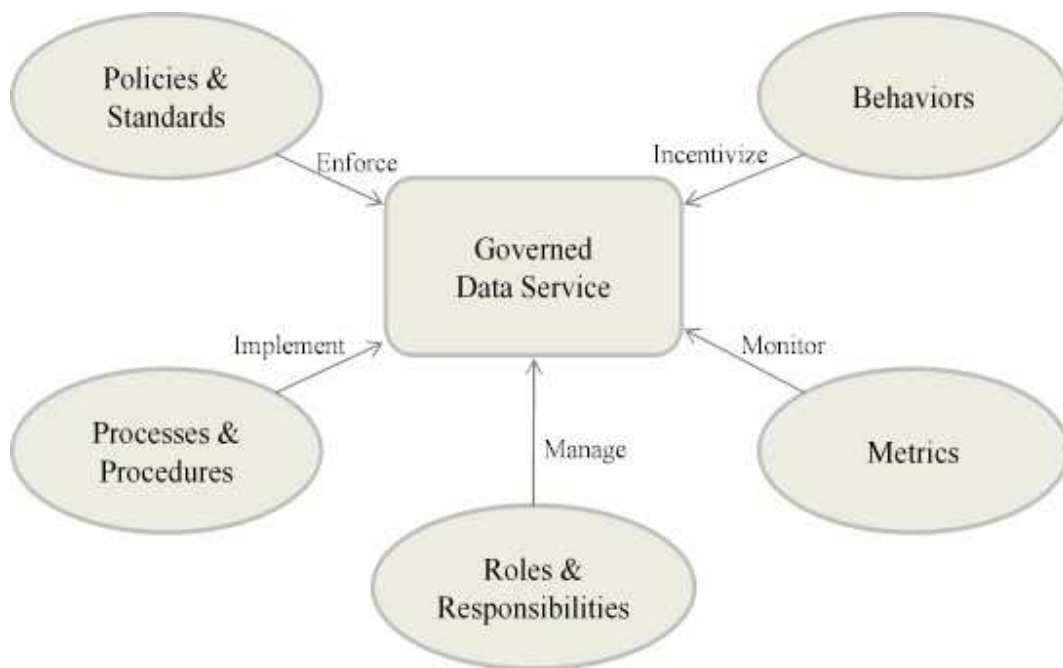 Policies &
Standards
Behaviors
Enforce
Incentivize
Governed
Data Service
Implement
Monitor
Processes &
Procedures
Manage
Metrics
Roles &
Responsibilities